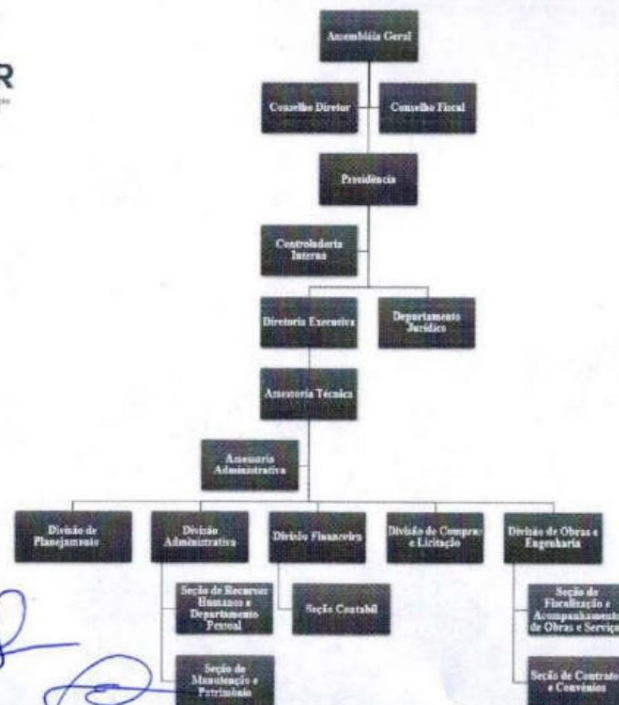 R
Assembléia Geral
Conselho Diretor
Conselho Fiscal
Presidência
Controladoria
Interna
Diretoria Executiva
Departamento
Jurídico
Assessoria Técnica
Assessoria
Administrativa
Divisão de
Planejamento
Divisão
Administrativa
Divisão Financeira
Divisão de Compras
e Licitação
Divisão de Obras e
Engenharia
Seção de Recursos
Humanos e
Departamento
Pessoal
Seção Contabil
Seção de
Fiscalização e
Acompanhamento
de Obras e Serviços
Seção de
Manutenção e
Patrimônio
Seção de Contratos
e Convênios